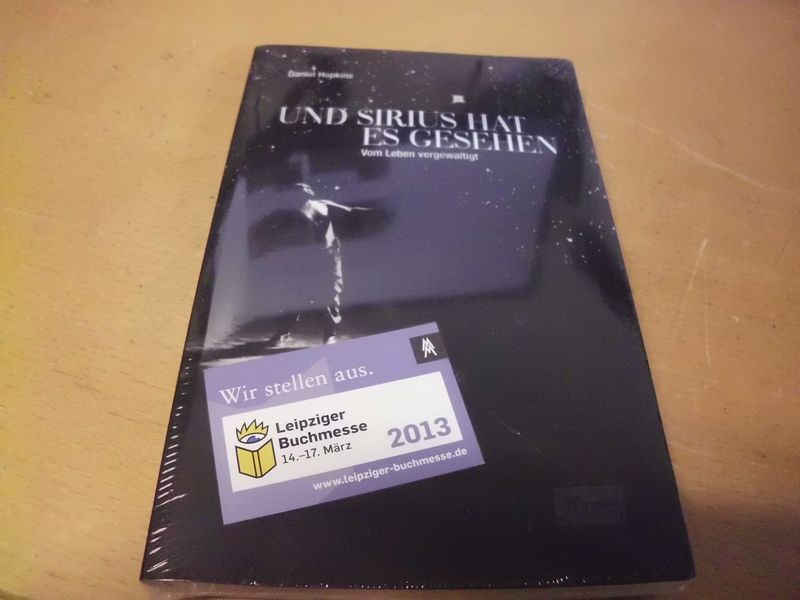 Daniel Hopkins
UND SIRIUS HAT
ES GESEHEN
Vom Leben vergewaltigt
Wir stellen aus.
Leipziger
Buchmesse
14.–17. März
2013
www.leipziger-buchmesse.de